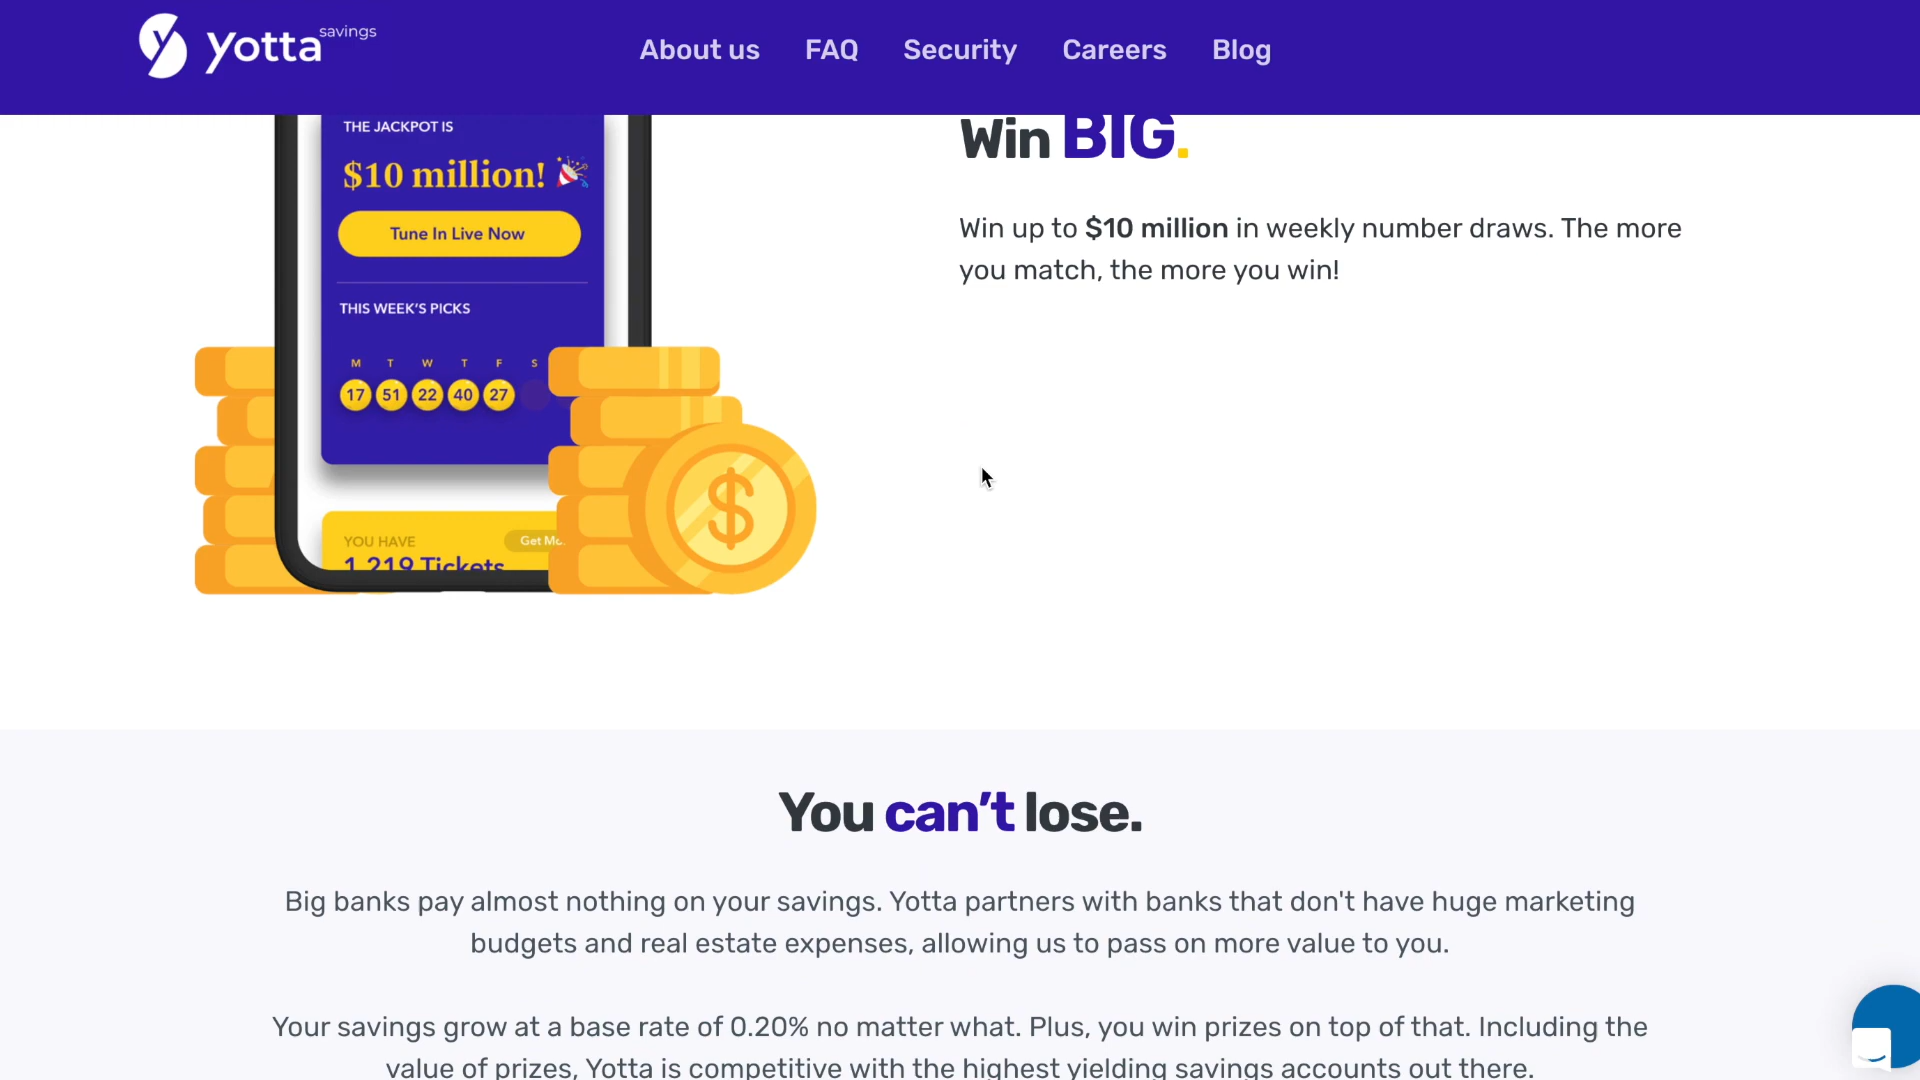 yotta savings
About us FAQ Security Careers Blog
THE JACKPOT IS
$10 million!
Tune In Live Now
THIS WEEK'S PICKS
M T W T F S
17 51 22 40 27
YOU HAVE
Get Mo
1,219 Tickets
Win BIG.
Win up to $10 million in weekly number draws. The more
you match, the more you win!
$
You can’t lose.
Big banks pay almost nothing on your savings. Yotta partners with banks that don't have huge marketing
budgets and real estate expenses, allowing us to pass on more value to you.
Your savings grow at a base rate of 0.20% no matter what. Plus, you win prizes on top of that. Including the
value of prizes, Yotta is competitive with the highest yielding savings accounts out there.